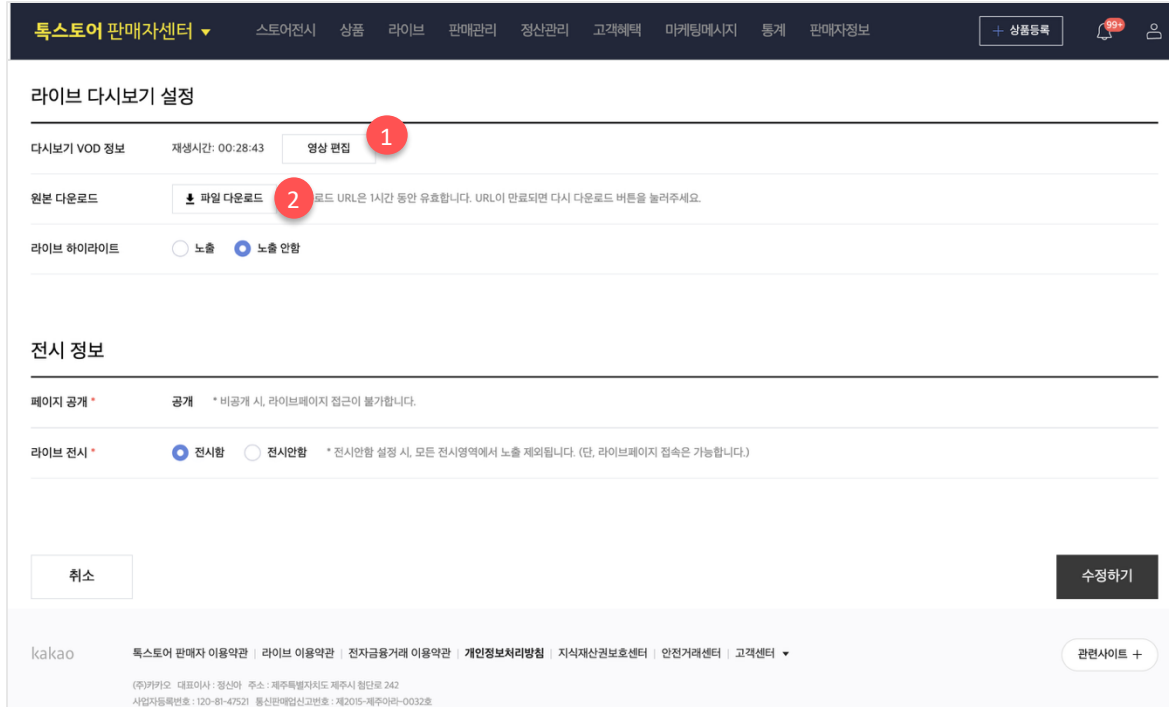 톡스토어 판매자센터 ▼ 스토어전시 상품 라이브 판매관리 정산관리 고객혜택 마케팅메시지 통계 판매자정보 + 상품등록 99+
라이브 다시보기 설정
다시보기 VOD 정보 재생시간: 00:28:43 영상 편집 1
원본 다운로드 파일 다운로드 2 로드 URL은 1시간 동안 유효합니다. URL이 만료되면 다시 다운로드 버튼을 눌러주세요.
라이브 하이라이트 노출 노출 안함
전시 정보
페이지 공개 * 공개 * 비공개 시, 라이브페이지 접근이 불가합니다.
라이브 전시 * 전시함 전시안함 * 전시안함 설정 시, 모든 전시영역에서 노출 제외됩니다. (단, 라이브페이지 접속은 가능합니다.)
취소 수정하기
kakao 톡스토어 판매자 이용약관 | 라이브 이용약관 | 전자금융거래 이용약관 | 개인정보처리방침 | 지식재산권보호센터 | 안전거래센터 | 고객센터 ▼ 관련사이트 +
(주)카카오 대표이사 : 정신아 주소 : 제주특별자치도 제주시 첨단로 242
사업자등록번호 : 120-81-47521 통신판매업신고번호 : 제2015-제주아라-0032호